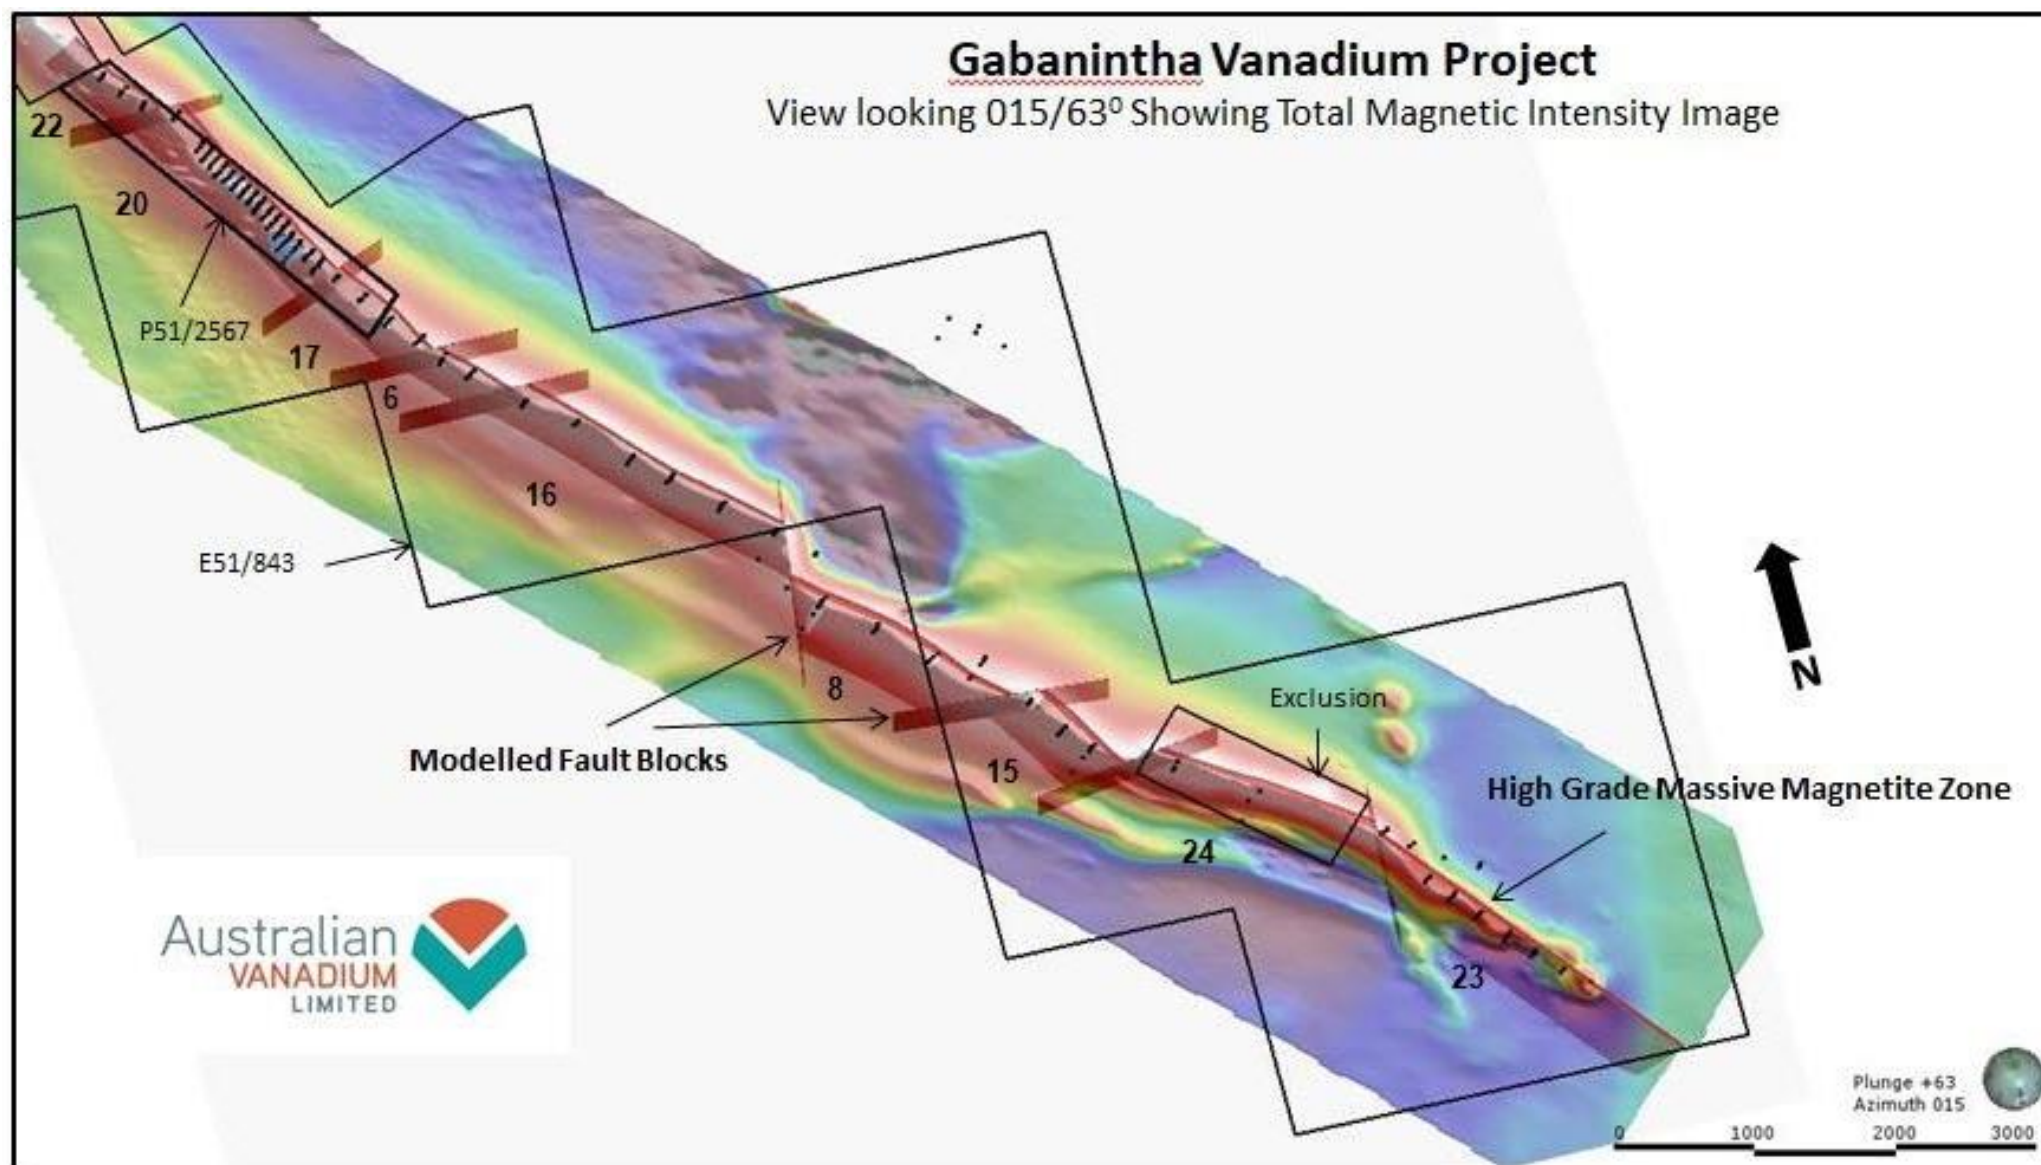 Gabanintha Vanadium Project
View looking 015/63⁰ Showing Total Magnetic Intensity Image
22
20
P51/2567
17
6
16
E51/843
8
Modelled Fault Blocks
15
Exclusion
High Grade Massive Magnetite Zone
24
23
N
Australian
VANADIUM
LIMITED
Plunge +63
Azimuth 015
0 1000 2000 3000